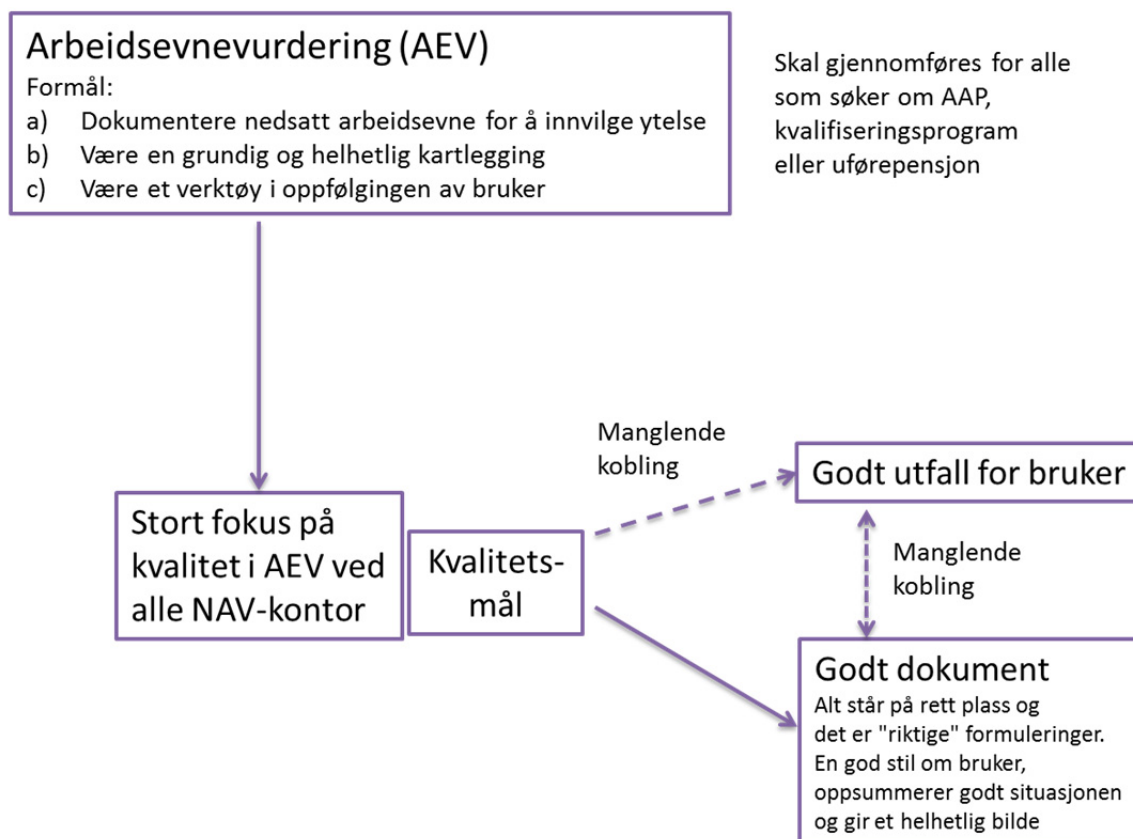 Arbeidsevnevurdering (AEV)
Formål:
a) Dokumentere nedsatt arbeidsevne for å innvilge ytelse
b) Være en grundig og helhetlig kartlegging
c) Være et verktøy i oppfølgingen av bruker
Skal gjennomføres for alle
som søker om AAP,
kvalifiseringsprogram
eller uførepensjon
Stort fokus på
kvalitet i AEV ved
alle NAV-kontor
Kvalitets-
mål
Manglende
kobling
Godt utfall for bruker
Manglende
kobling
Godt dokument
Alt står på rett plass og
det er "riktige" formuleringer.
En god stil om bruker,
oppsummerer godt situasjonen
og gir et helhetlig bilde